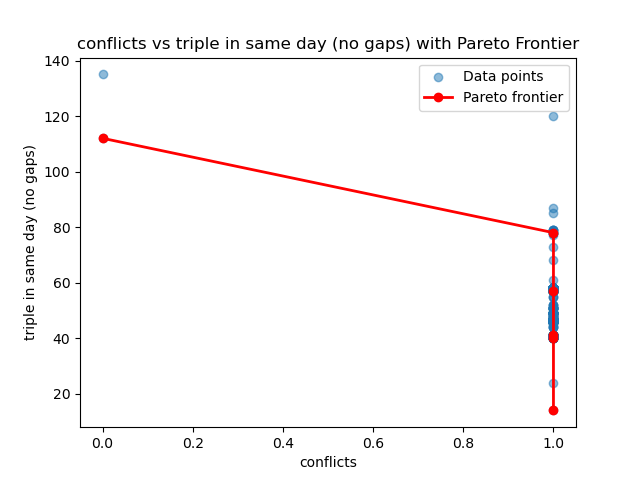 conflicts vs triple in same day (no gaps) with Pareto Frontier
Data points
Pareto frontier
triple in same day (no gaps)
140
120
100
80
60
40
20
0.0 0.2 0.4 0.6 0.8 1.0
conflicts